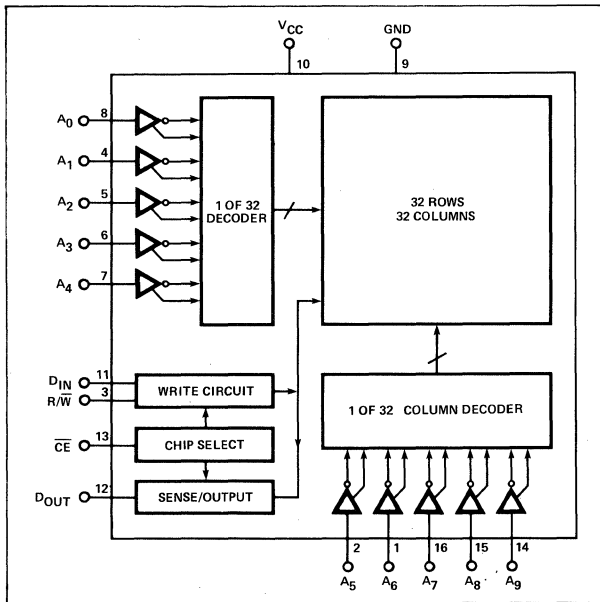 VCC GND
10 9
A0 8
A1 4
A2 5
A3 6
A4 7
1 OF 32
DECODER
32 ROWS
32 COLUMNS
DIN 11
R/W̅ 3
C̅E̅ 13
DOUT 12
WRITE CIRCUIT
CHIP SELECT
SENSE/OUTPUT
1 OF 32 COLUMN DECODER
2 1 16 15 14
A5 A6 A7 A8 A9